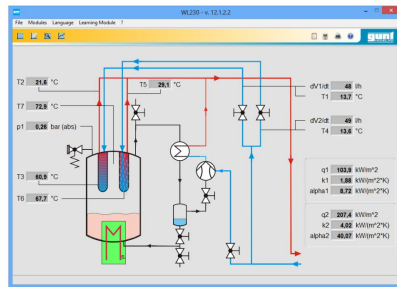 WL230 - v. 12.1.2.2
File Modules Language Learning Module ?
gunt
T2 21,6 °C
T5 29,1 °C
T7 72,9 °C
p1 0,26 bar (abs)
T3 60,9 °C
T6 67,7 °C
dV1/dt 48 l/h
T1 13,7 °C
dV2/dt 49 l/h
T4 13,6 °C
q1 103,9 kW/m^2
k1 1,88 kW/(m^2*K)
alpha1 8,72 kW/(m^2*K)
q2 207,4 kW/m^2
k2 4,02 kW/(m^2*K)
alpha2 40,07 kW/(m^2*K)